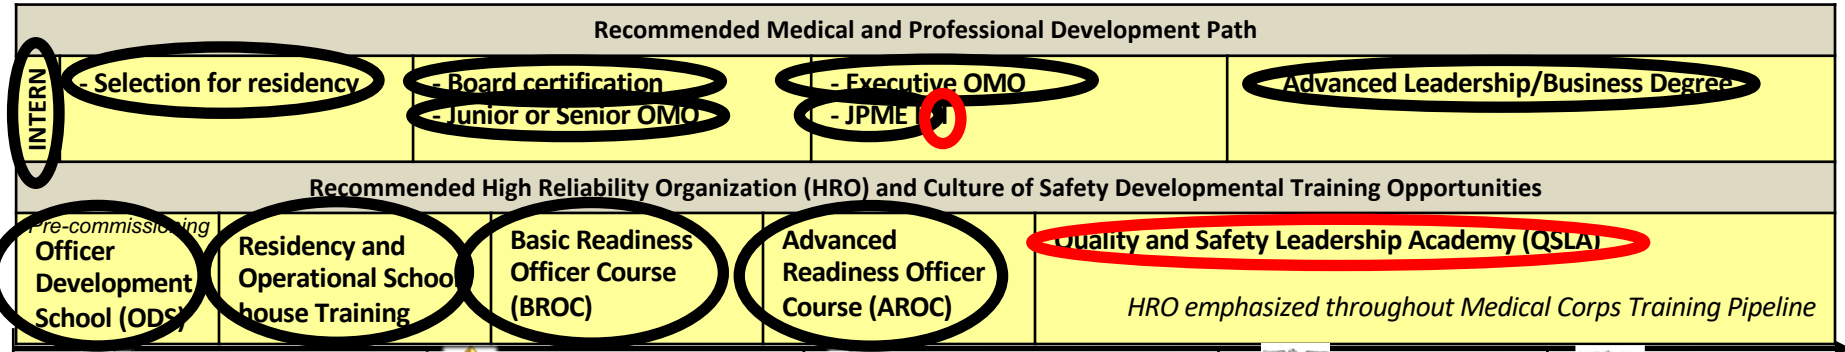 Recommended Medical and Professional Development Path
INTERN
- Selection for residency
- Board certification
- Junior or Senior OMO
- Executive OMO
- JPME
Advanced Leadership/Business Degree
Recommended High Reliability Organization (HRO) and Culture of Safety Developmental Training Opportunities
Pre-commissioning
Officer
Development
School (ODS)
Residency and
Operational School
house Training
Basic Readiness
Officer Course
(BROC)
Advanced
Readiness Officer
Course (AROC)
Quality and Safety Leadership Academy (QSLA)
HRO emphasized throughout Medical Corps Training Pipeline